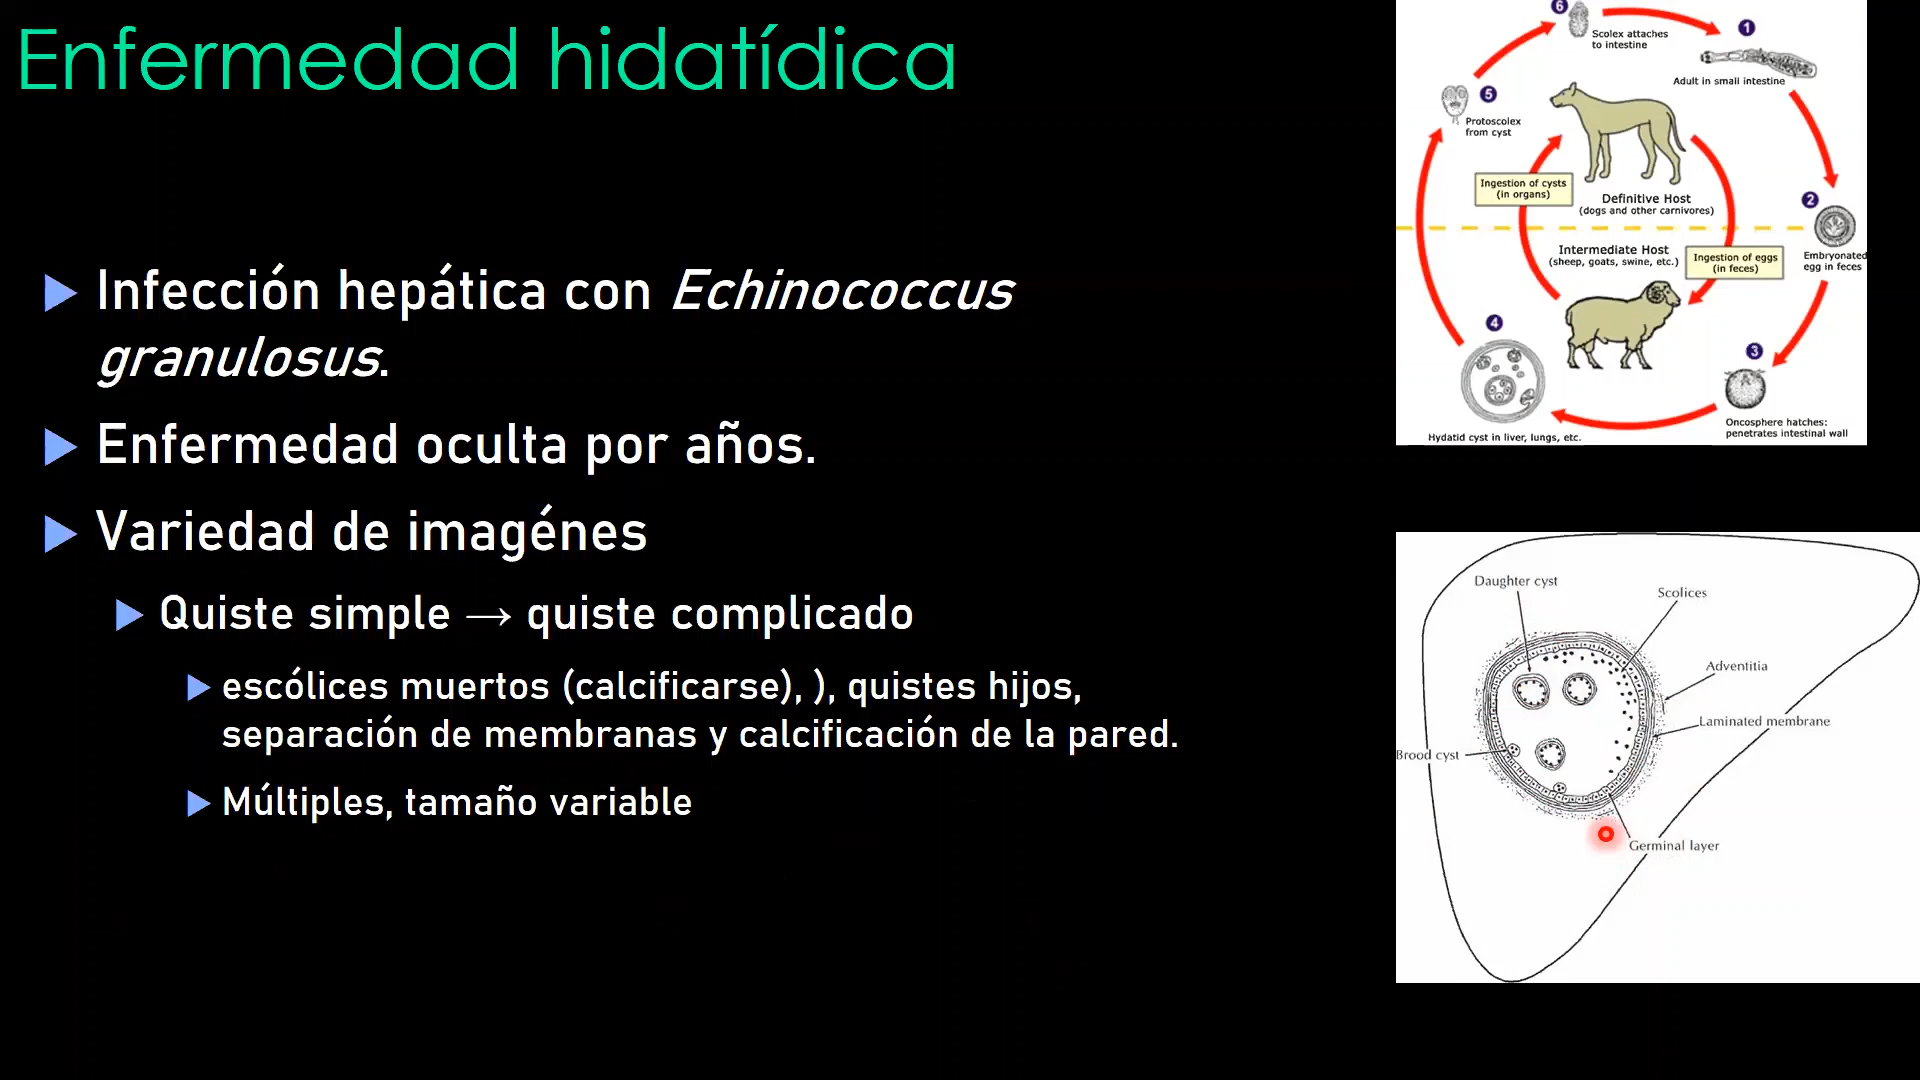 Enfermedad hidatídica
Infección hepática con Echinococcus
granulosus.
Enfermedad oculta por años.
Variedad de imagénes
Quiste simple → quiste complicado
escólices muertos (calcificarse), ), quistes hijos,
separación de membranas y calcificación de la pared.
Múltiples, tamaño variable
6
Scolex attaches
to intestine
1
Adult in small intestine
5
Protoscolex
from cyst
Ingestion of cysts
(in organs)
Definitive Host
(dogs and other carnivores)
2
Embryonated
egg in feces
Intermediate Host
(sheep, goats, swine, etc.)
Ingestion of eggs
(in feces)
4
3
Oncosphere hatches:
penetrates intestinal wall
Hydatid cyst in liver, lungs, etc.
Daughter cyst
Scolices
Adventitia
Laminated membrane
Brood cyst
Germinal layer